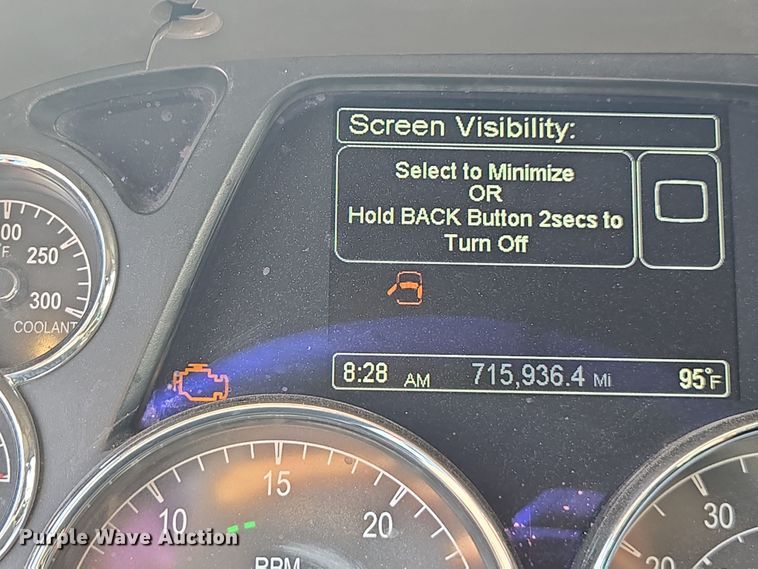 Screen Visibility:
Select to Minimize
OR
Hold BACK Button 2secs to
Turn Off
°F
250
300
COOLANT
8:28 AM 715,936.4 Mi 95°F
10
15
20
RPM
20
30
Purple Wave Auction